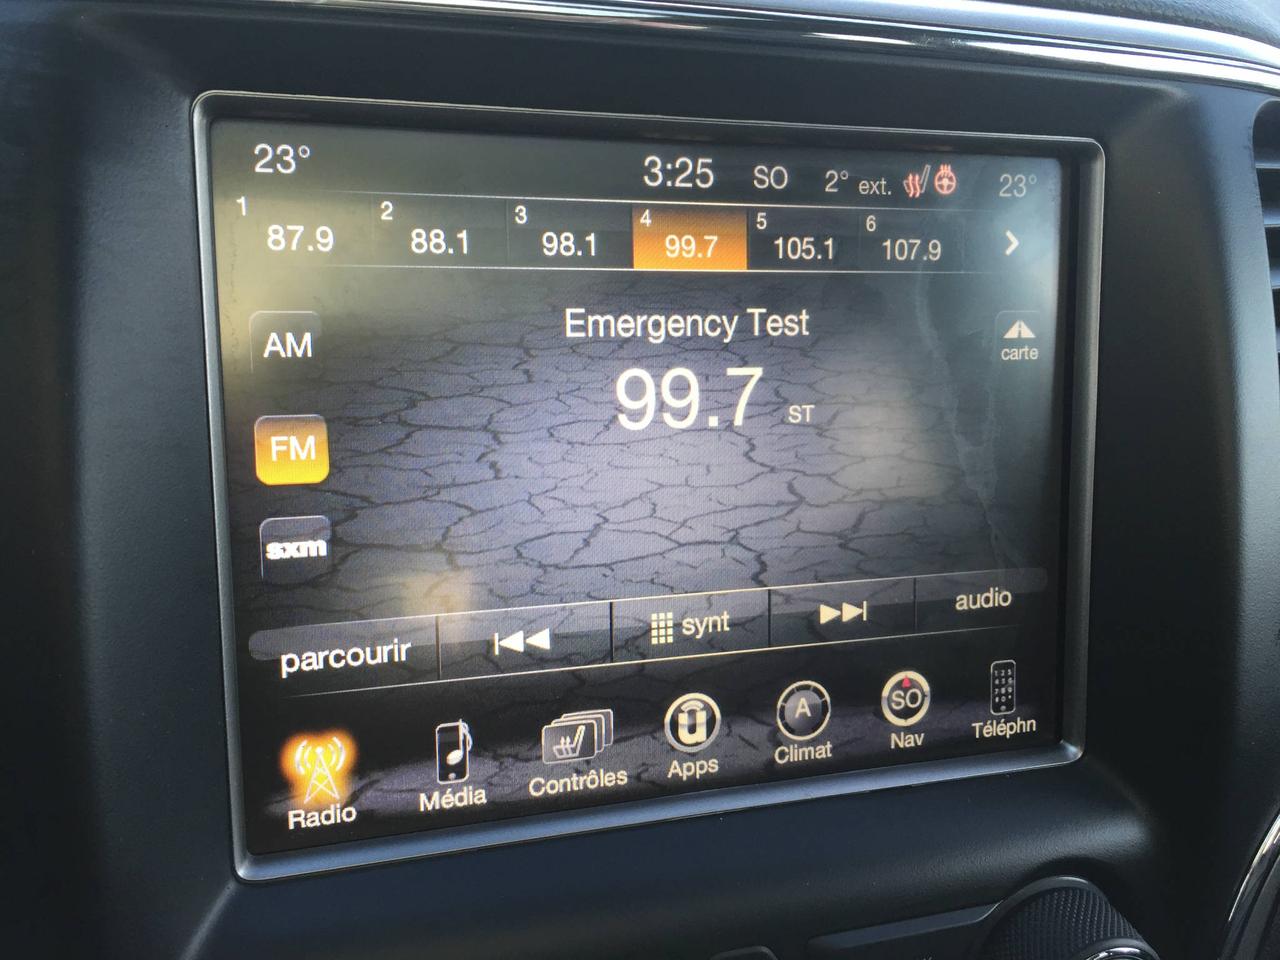 23° 3:25 SO 2° ext. 23°
1 2 3 4 5 6
87.9 88.1 98.1 99.7 105.1 107.9
Emergency Test
AM
carte
99.7 ST
FM
sxm
parcourir synt audio
Radio Média Contrôles Apps A Climat SO Nav Téléphn